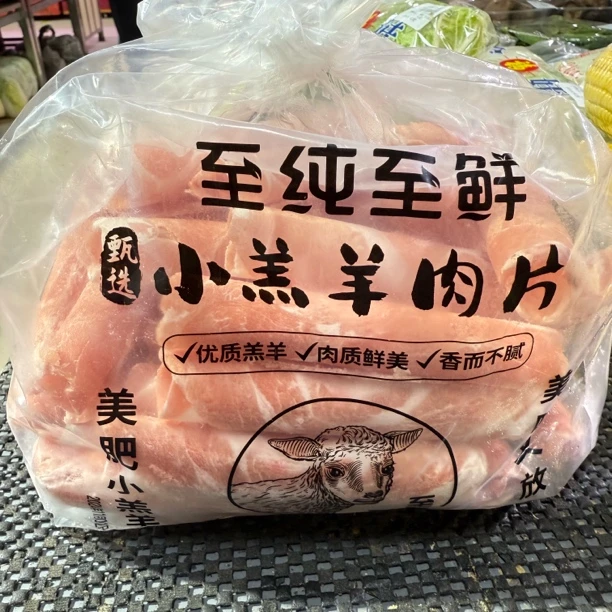 至纯至鲜
甄选
小羔羊肉片
✓优质羔羊 ✓肉质鲜美 ✓香而不腻
美肥小羔羊
至